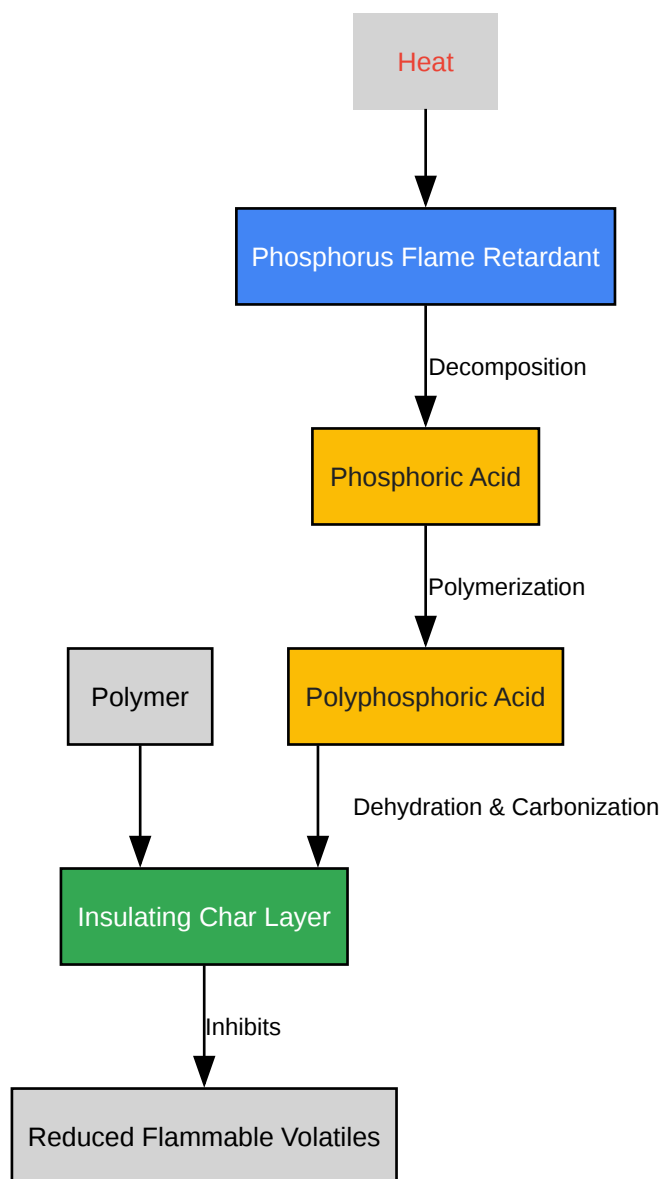 Heat
Phosphorus Flame Retardant
Decomposition
Phosphoric Acid
Polymerization
Polymer
Polyphosphoric Acid
Dehydration & Carbonization
Insulating Char Layer
Inhibits
Reduced Flammable Volatiles